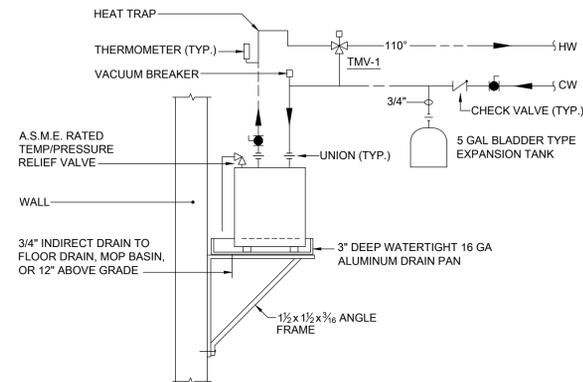 HEAT TRAP
THERMOMETER (TYP.)
VACUUM BREAKER
110°
HW
TMV-1
CW
3/4"
CHECK VALVE (TYP.)
A.S.M.E. RATED
TEMP/PRESSURE
RELIEF VALVE
UNION (TYP.)
5 GAL BLADDER TYPE
EXPANSION TANK
WALL
3/4" INDIRECT DRAIN TO
FLOOR DRAIN, MOP BASIN,
OR 12" ABOVE GRADE
3" DEEP WATERTIGHT 16 GA
ALUMINUM DRAIN PAN
1½ x 1½ x 3⁄16 ANGLE
FRAME